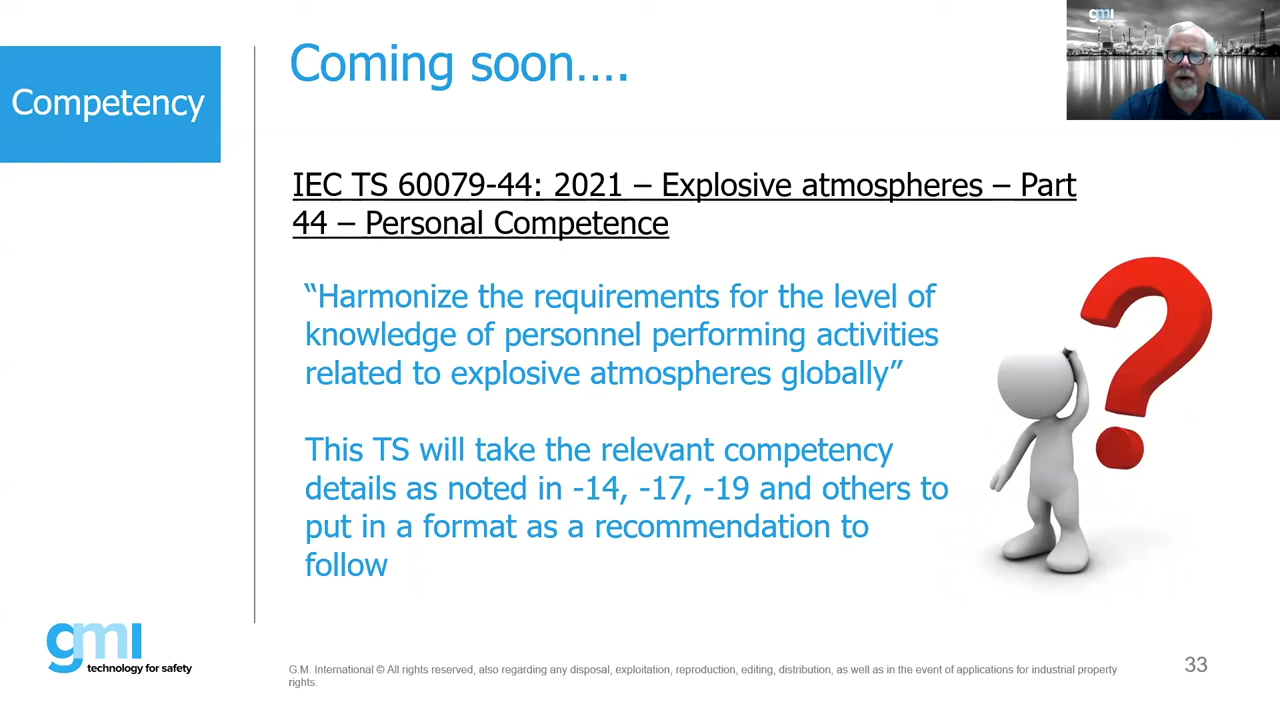 Competency
Coming soon....
gmi
IEC TS 60079-44: 2021 – Explosive atmospheres – Part
44 – Personal Competence
“Harmonize the requirements for the level of
knowledge of personnel performing activities
related to explosive atmospheres globally”
This TS will take the relevant competency
details as noted in -14, -17, -19 and others to
put in a format as a recommendation to
follow
gmi
technology for safety
G.M. International © All rights reserved, also regarding any disposal, exploitation, reproduction, editing, distribution, as well as in the event of applications for industrial property
rights.
33